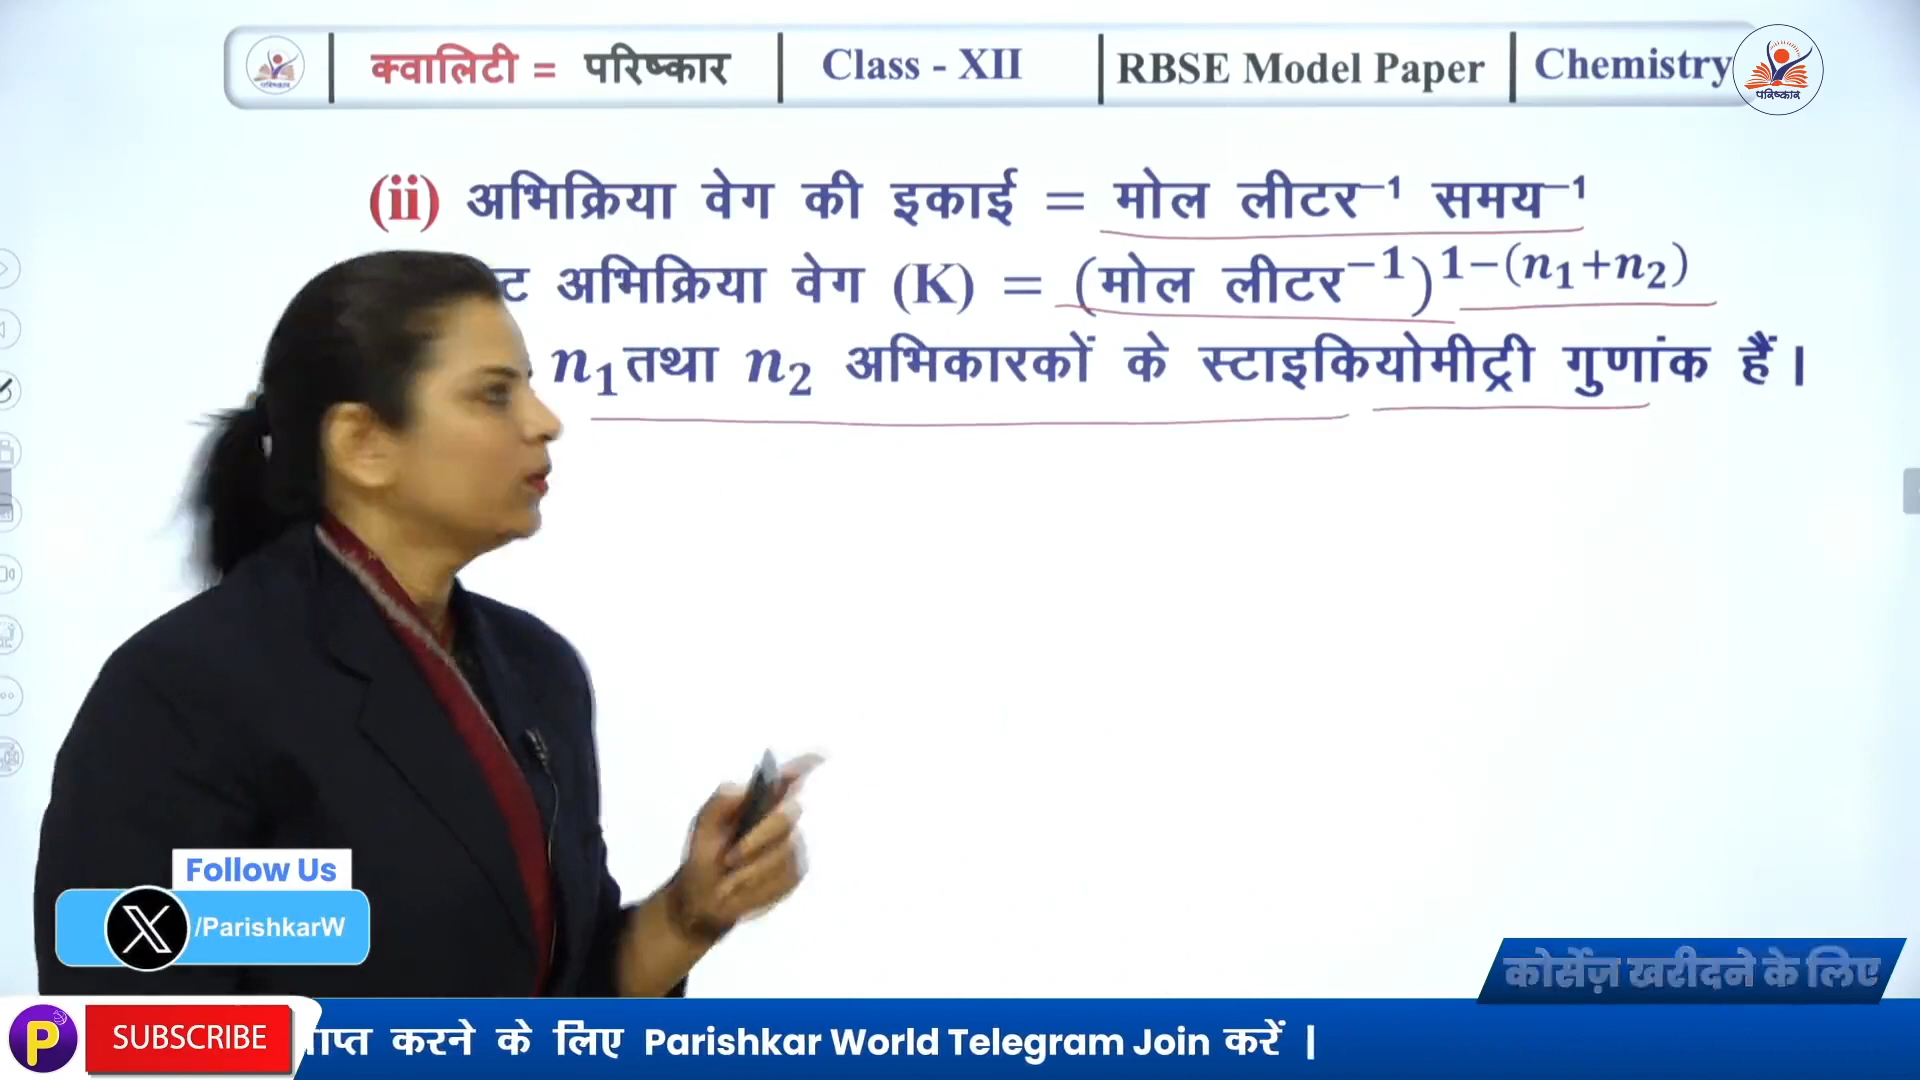 क्वालिटी = परिष्कार | Class - XII | RBSE Model Paper | Chemistry
परिष्कार
(ii) अभिक्रिया वेग की इकाई = मोल लीटर⁻¹ समय⁻¹
अभिक्रिया वेग (K) = (मोल लीटर⁻¹)^{1-(n₁+n₂)}
n₁ तथा n₂ अभिकारकों के स्टाइकियोमीट्री गुणांक हैं।
Follow Us
/ParishkarW
कोर्सेज़ खरीदने के लिए
SUBSCRIBE
करने के लिए Parishkar World Telegram Join करें |